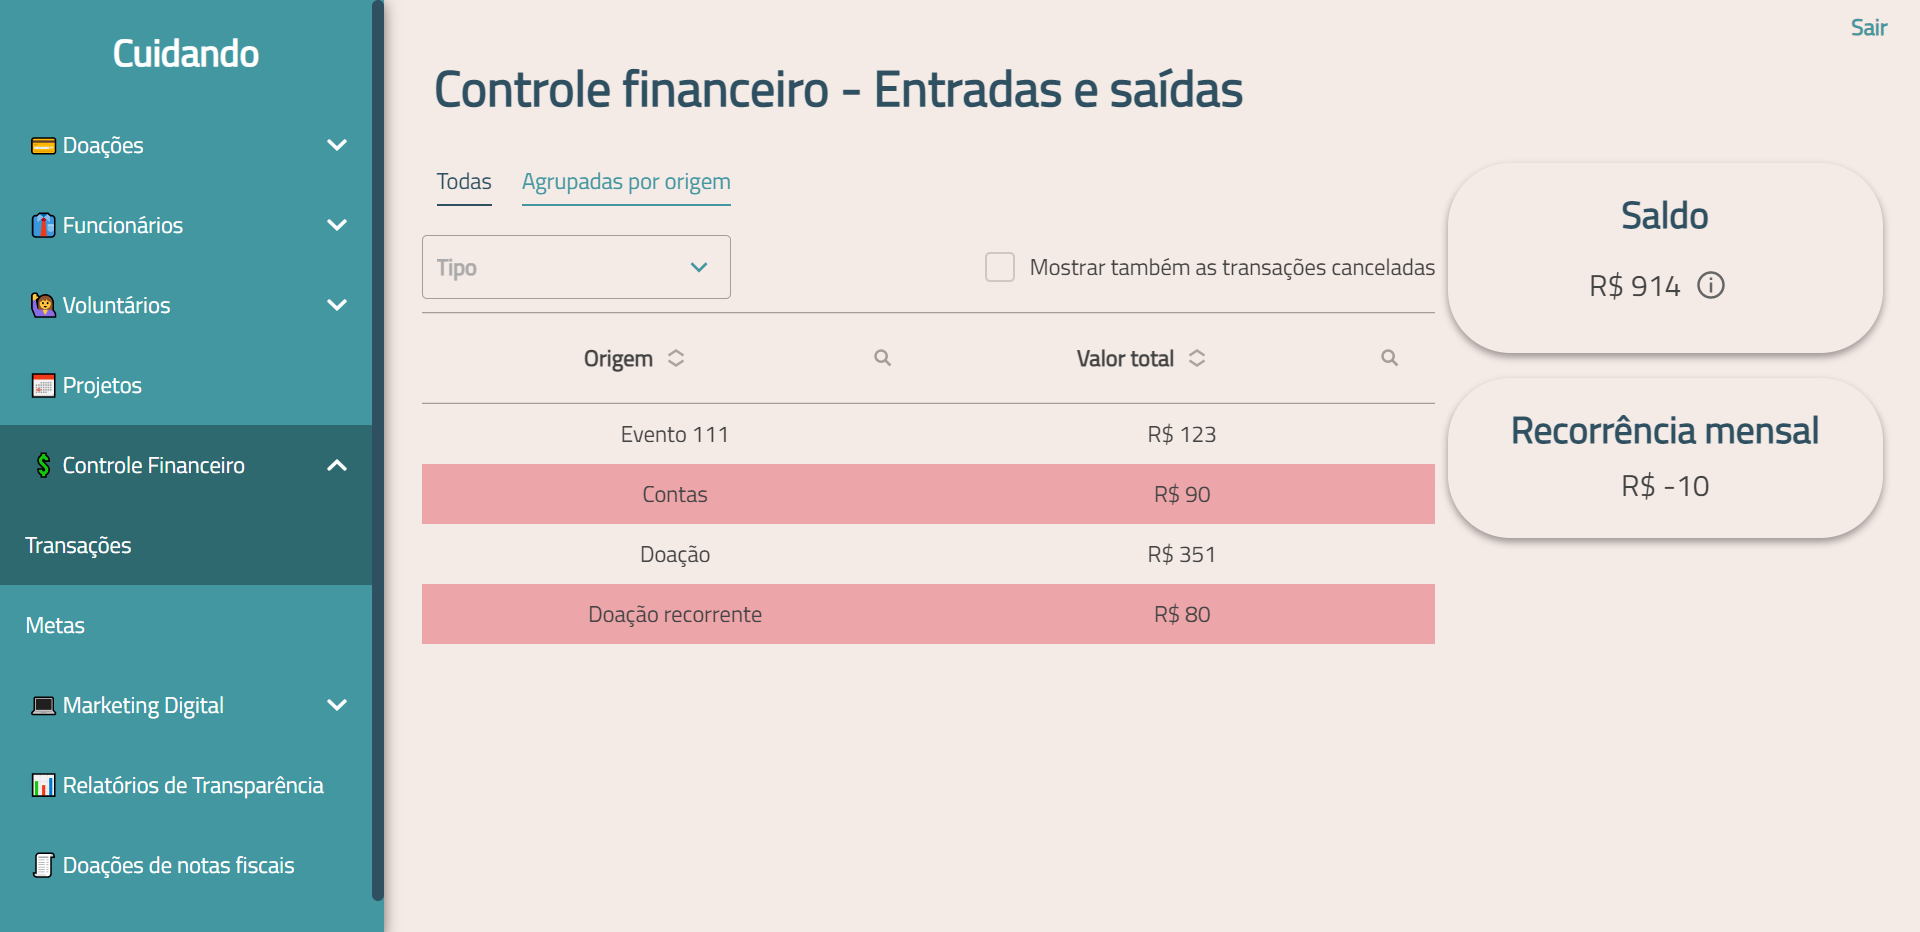 Cuidando
Doações
Funcionários
Voluntários
Projetos
Controle Financeiro
Transações
Metas
Marketing Digital
Relatórios de Transparência
Doações de notas fiscais
Sair
Controle financeiro - Entradas e saídas
Todas Agrupadas por origem
Tipo
Mostrar também as transações canceladas
Origem Valor total
Evento 111 R$ 123
Contas R$ 90
Doação R$ 351
Doação recorrente R$ 80
Saldo
R$ 914
Recorrência mensal
R$ -10